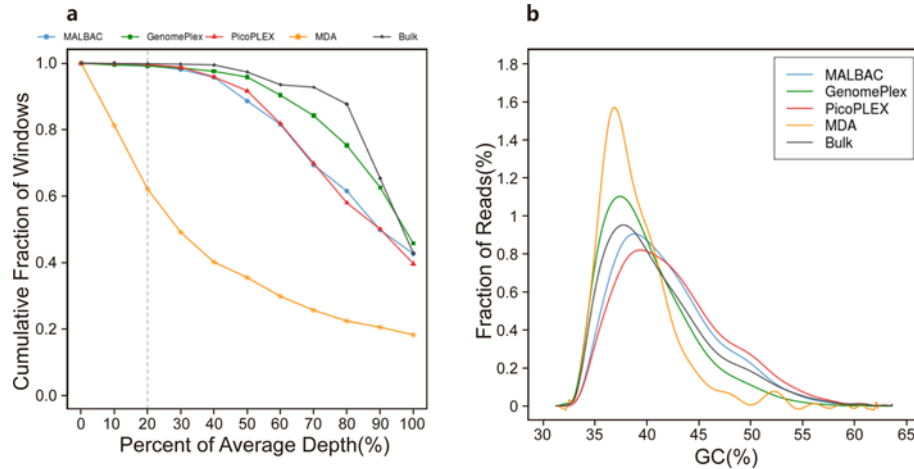 a
MALBAC GenomePlex PicoPLEX MDA Bulk
1.0
0.8
0.6
0.4
0.2
0.0
Cumulative Fraction of Windows
0 10 20 30 40 50 60 70 80 90 100
Percent of Average Depth(%)
b
MALBAC
GenomePlex
PicoPLEX
MDA
Bulk
1.8
1.6
1.4
1.2
1
0.8
0.6
0.4
0.2
0
Fraction of Reads(%)
30 35 40 45 50 55 60 65
GC(%)